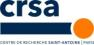 crsa
CENTRE DE RECHERCHE SAINT-ANTOINE | PARIS